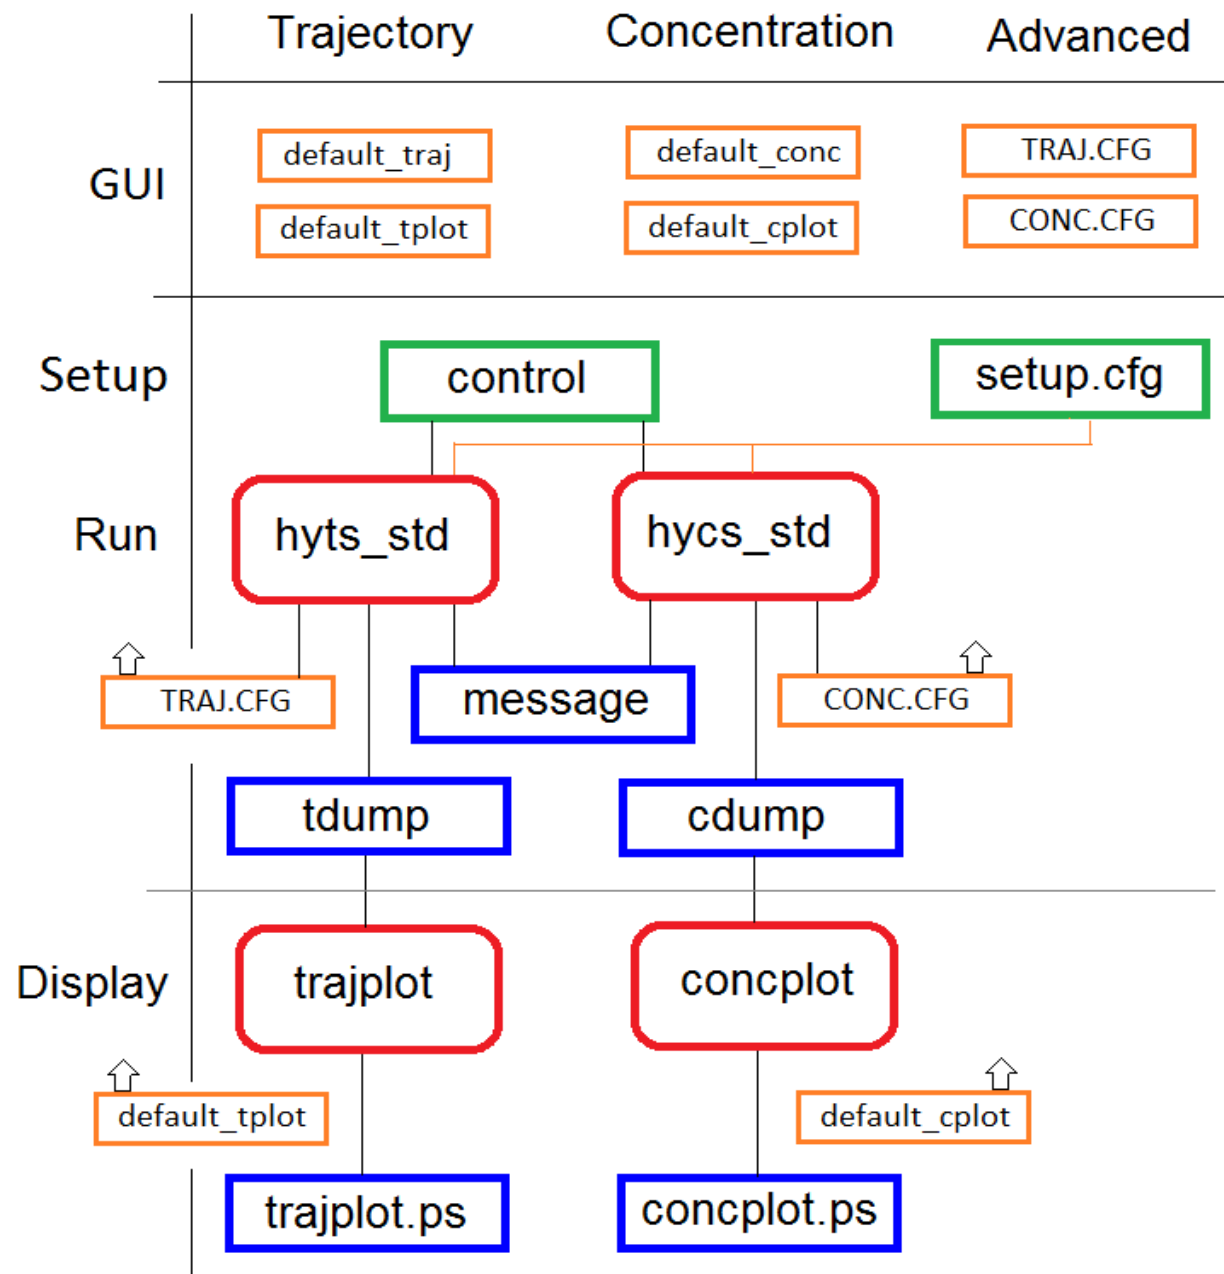 Trajectory
Concentration
Advanced
GUI
default_traj
default_conc
TRAJ.CFG
default_tplot
default_cplot
CONC.CFG
Setup
control
setup.cfg
Run
hyts_std
hycs_std
TRAJ.CFG
message
CONC.CFG
tdump
cdump
Display
trajplot
concplot
default_tplot
default_cplot
trajplot.ps
concplot.ps